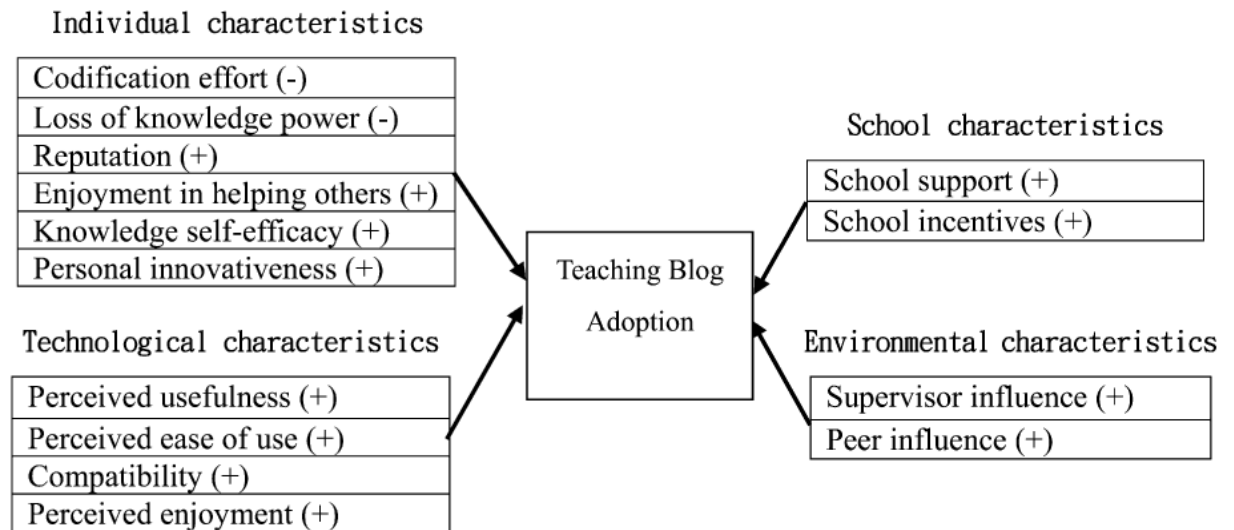 Individual characteristics
Codification effort (-)
Loss of knowledge power (-)
Reputation (+)
Enjoyment in helping others (+)
Knowledge self-efficacy (+)
Personal innovativeness (+)
Technological characteristics
Perceived usefulness (+)
Perceived ease of use (+)
Compatibility (+)
Perceived enjoyment (+)
Teaching Blog
Adoption
School characteristics
School support (+)
School incentives (+)
Environmental characteristics
Supervisor influence (+)
Peer influence (+)